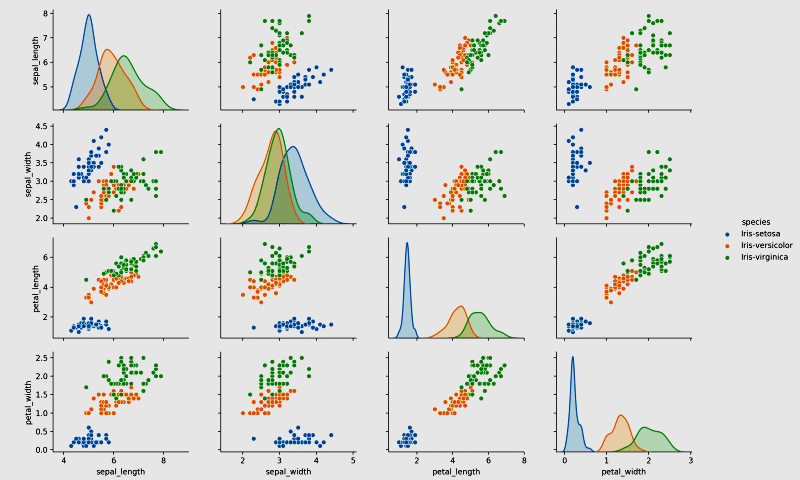 sepal_length
8
7
6
5
sepal_width
4.5
4.0
3.5
3.0
2.5
2.0
species
Iris-setosa
Iris-versicolor
Iris-virginica
petal_length
6
4
2
petal_width
2.5
2.0
1.5
1.0
0.5
0.0
4 6 8 2 3 4 5 2 4 6 8 0 1 2 3
sepal_length sepal_width petal_length petal_width